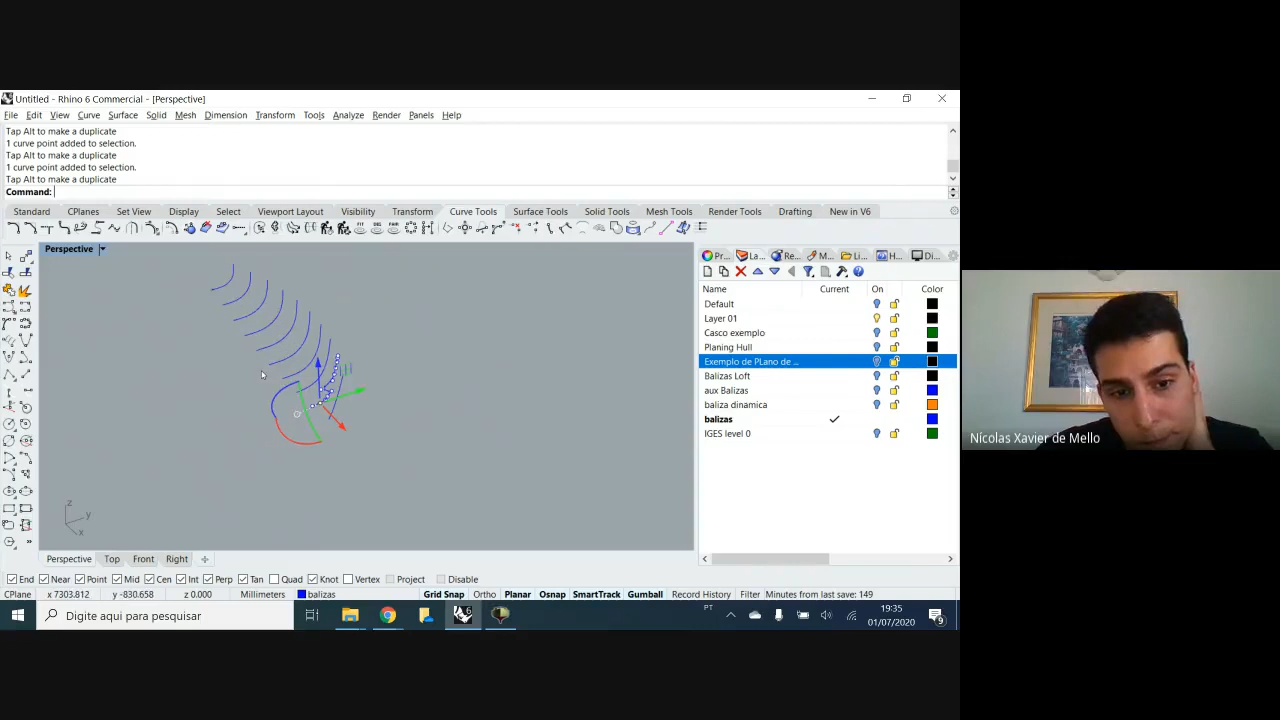 Untitled - Rhino 6 Commercial - [Perspective]
File Edit View Curve Surface Solid Mesh Dimension Transform Tools Analyze Render Panels Help
Tap Alt to make a duplicate
1 curve point added to selection.
Tap Alt to make a duplicate
1 curve point added to selection.
Tap Alt to make a duplicate
Command:
Standard CPlanes Set View Display Select Viewport Layout Visibility Transform Curve Tools Surface Tools Solid Tools Mesh Tools Render Tools Drafting New in V6
Perspective
Pr... La... Re... M... Li... H... Di...
Name Current On Color
Default
Layer 01
Casco exemplo
Planing Hull
Exemplo de PLano de ...
Balizas Loft
aux Balizas
baliza dinamica
balizas
IGES level 0
z
y
x
Nícolas Xavier de Mello
Perspective Top Front Right
End Near Point Mid Cen Int Perp Tan Quad Knot Vertex Project Disable
CPlane x 7303.812 y -830.658 z 0.000 Millimeters balizas Grid Snap Ortho Planar Osnap SmartTrack Gumball Record History Filter Minutes from last save: 149
Digite aqui para pesquisar
PT
19:35
01/07/2020
9